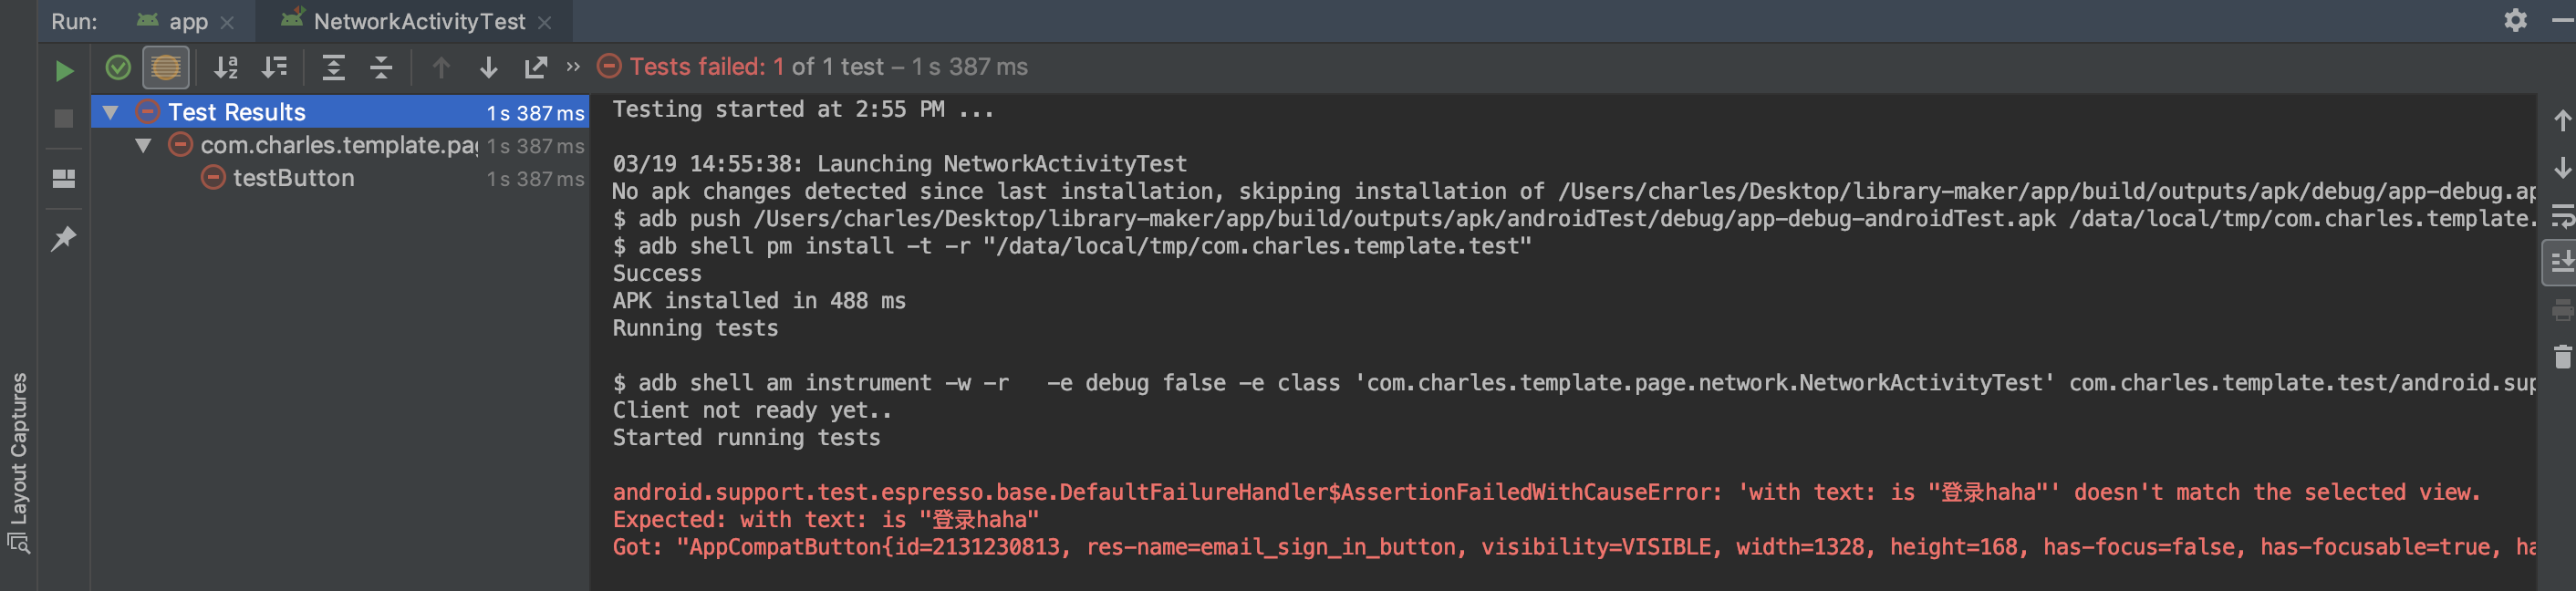 Run: app NetworkActivityTest
Tests failed: 1 of 1 test – 1 s 387 ms
Test Results 1 s 387 ms
com.charles.template.pa 1 s 387 ms
testButton 1 s 387 ms
Testing started at 2:55 PM ...
03/19 14:55:38: Launching NetworkActivityTest
No apk changes detected since last installation, skipping installation of /Users/charles/Desktop/library-maker/app/build/outputs/apk/debug/app-debug.ap
$ adb push /Users/charles/Desktop/library-maker/app/build/outputs/apk/androidTest/debug/app-debug-androidTest.apk /data/local/tmp/com.charles.template.
$ adb shell pm install -t -r "/data/local/tmp/com.charles.template.test"
Success
APK installed in 488 ms
Running tests
$ adb shell am instrument -w -r   -e debug false -e class 'com.charles.template.page.network.NetworkActivityTest' com.charles.template.test/android.sup
Client not ready yet..
Started running tests
android.support.test.espresso.base.DefaultFailureHandler$AssertionFailedWithCauseError: 'with text: is "登录haha"' doesn't match the selected view.
Expected: with text: is "登录haha"
Got: "AppCompatButton{id=2131230813, res-name=email_sign_in_button, visibility=VISIBLE, width=1328, height=168, has-focus=false, has-focusable=true, ha
Layout Captures